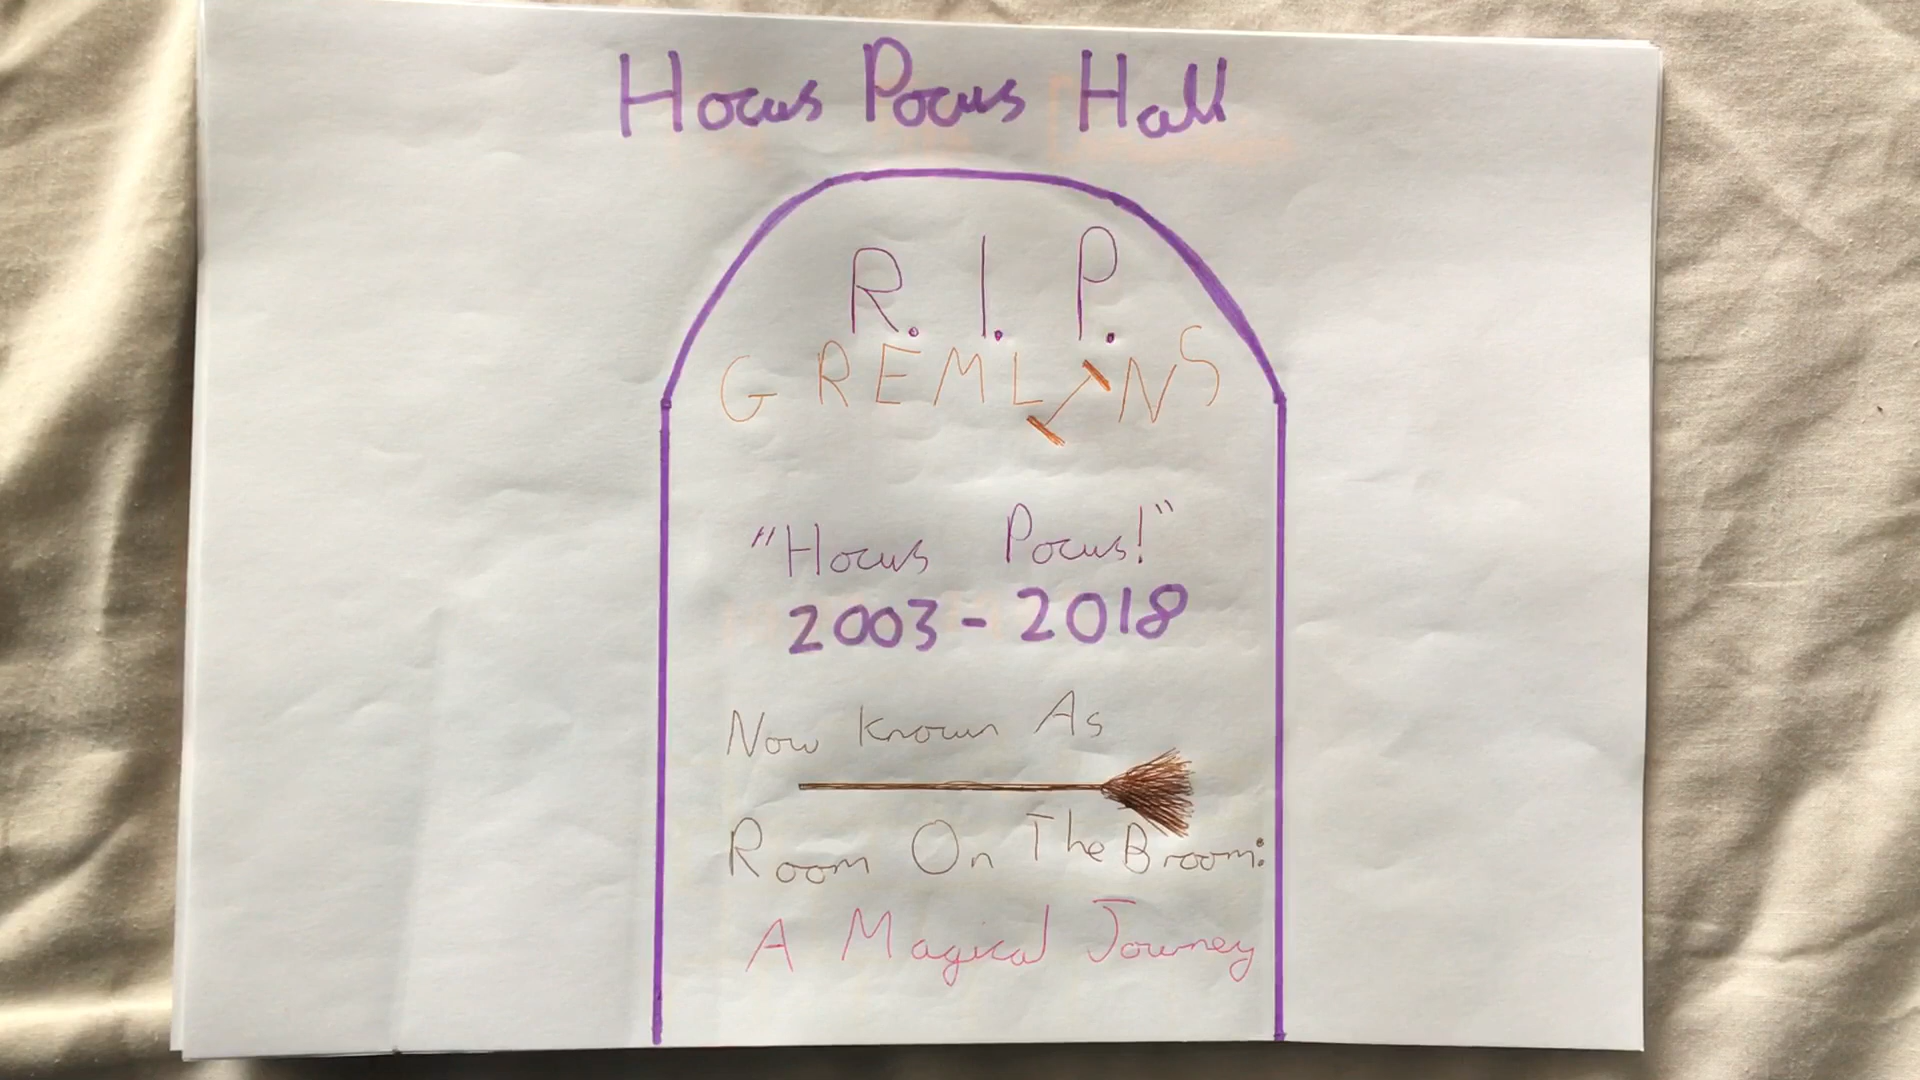 Hocus Pocus Hall
R. I. P.
GREMLINS
"Hocus Pocus!"
2003 - 2018
Now Known As
Room On The Broom:
A Magical Journey